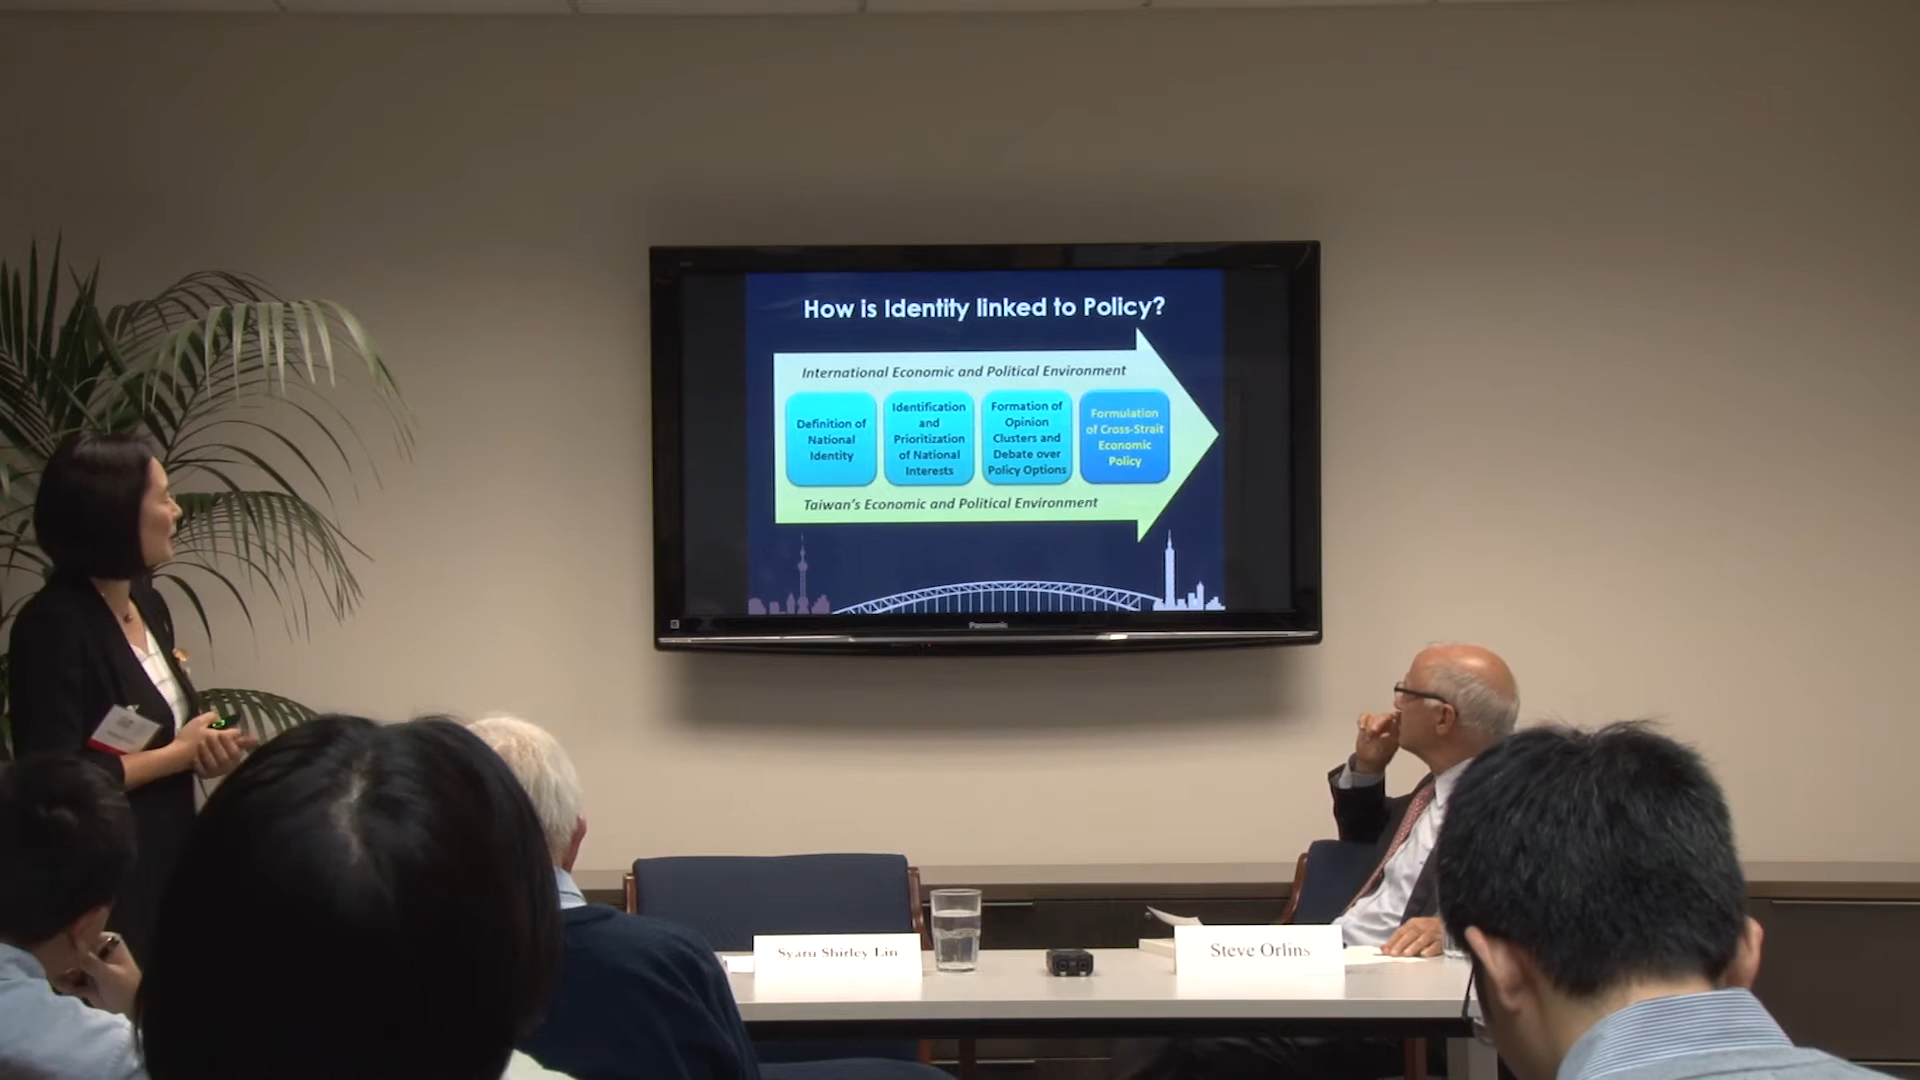 How is Identity linked to Policy?
International Economic and Political Environment
Definition of
National
Identity
Identification
and
Prioritization
of National
Interests
Formation of
Opinion
Clusters and
Debate over
Policy Options
Formulation
of Cross-Strait
Economic
Policy
Taiwan's Economic and Political Environment
Panasonic
Syaru Shirley Lin
Steve Orlins